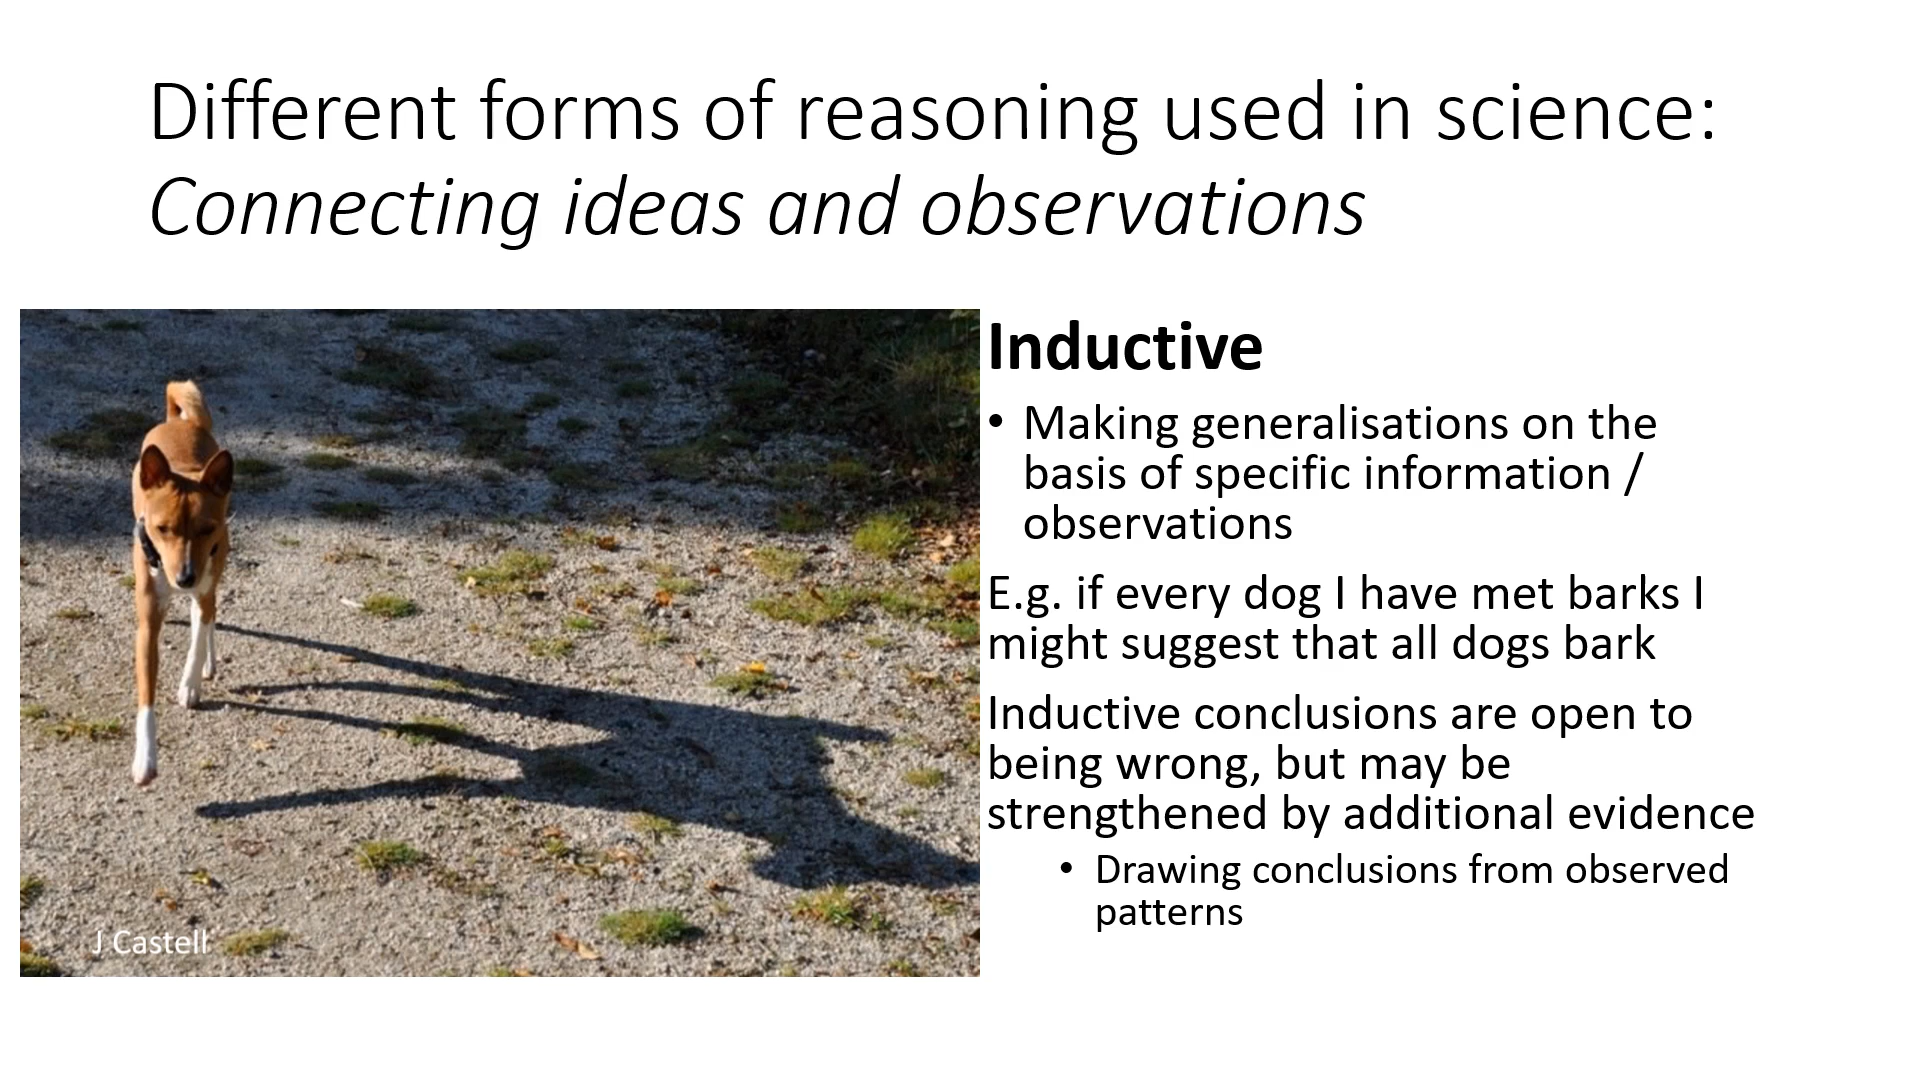 Different forms of reasoning used in science:
Connecting ideas and observations
Inductive
• Making generalisations on the
basis of specific information /
observations
E.g. if every dog I have met barks I
might suggest that all dogs bark
Inductive conclusions are open to
being wrong, but may be
strengthened by additional evidence
• Drawing conclusions from observed
patterns
J Castell